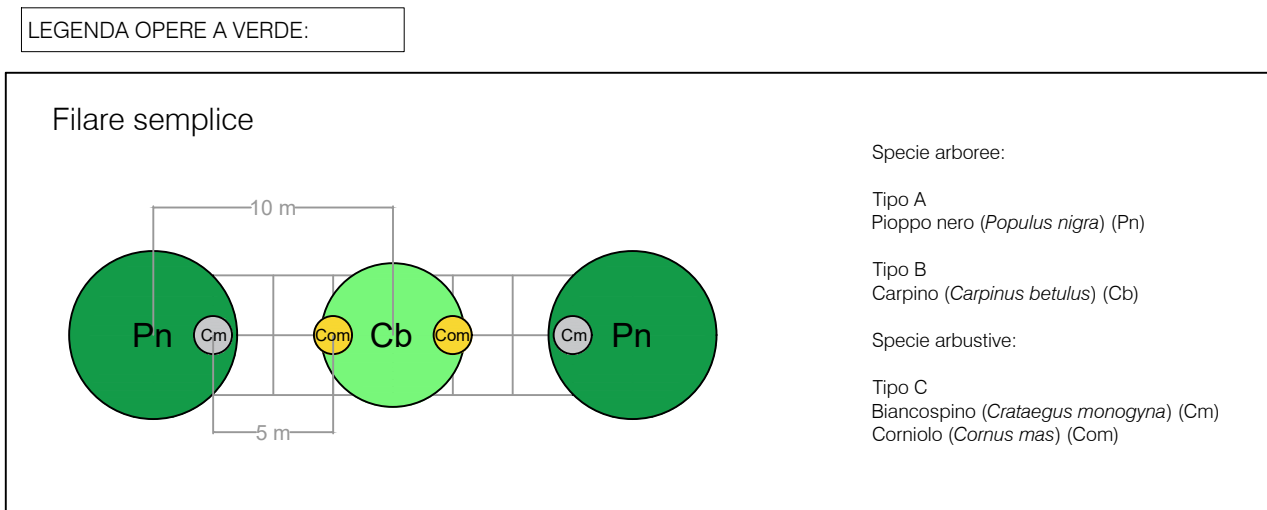 LEGENDA OPERE A VERDE:
Filare semplice
10 m
Pn
Cm
Com
Cb
Com
Cm
Pn
5 m
Specie arboree:
Tipo A
Pioppo nero (Populus nigra) (Pn)
Tipo B
Carpino (Carpinus betulus) (Cb)
Specie arbustive:
Tipo C
Biancospino (Crataegus monogyna) (Cm)
Corniolo (Cornus mas) (Com)